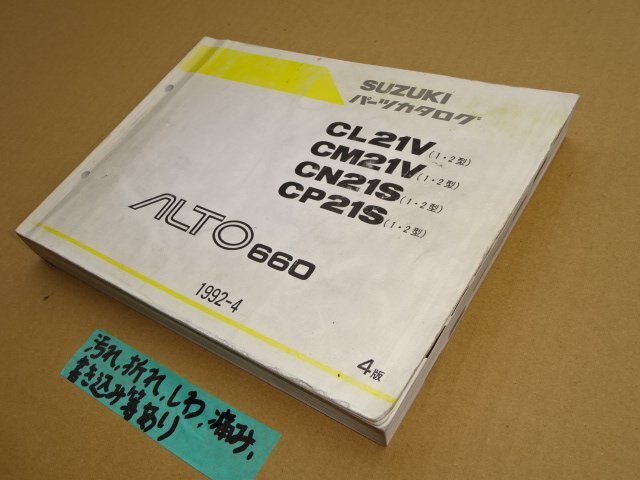 SUZUKI
パーツカタログ
CL21V(1・2型)
CM21V(1・2型)
CN21S(1・2型)
CP21S(1・2型)
ALTO 660
1992-4
4版
汚れ,折れ,しわ,痛み,
書き込み等あり